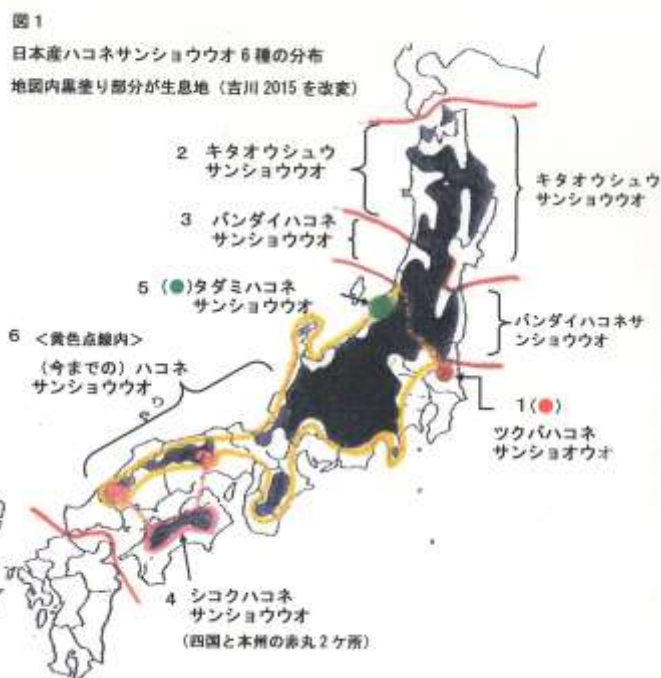 図1
日本産ハコネサンショウウオ6種の分布
地図内黒塗り部分が生息地（吉川2015を改変）
2 キタオウシュウ
サンショウウオ
キタオウシュウ
サンショウウオ
3 バンダイハコネ
サンショウウオ
5 (●)タダミハコネ
サンショウウオ
バンダイハコネサ
ンショウウオ
6 <黄色点線内>
(今までの)ハコネ
サンショウウオ
1(●)
ツクバハコネ
サンショオウオ
4 シコクハコネ
サンショウウオ
(四国と本州の赤丸2ケ所)